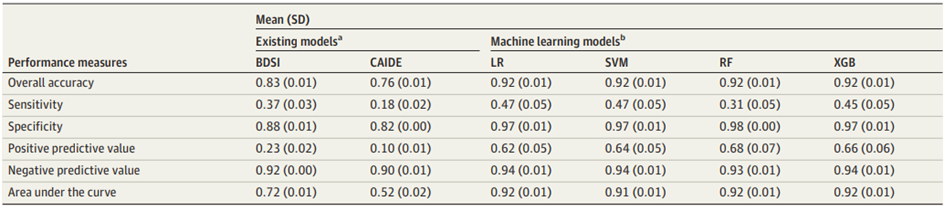 Mean (SD)
Existing modelsa Machine learning modelsb
Performance measures BDSI CAIDE LR SVM RF XGB
Overall accuracy 0.83 (0.01) 0.76 (0.01) 0.92 (0.01) 0.92 (0.01) 0.92 (0.01) 0.92 (0.01)
Sensitivity 0.37 (0.03) 0.18 (0.02) 0.47 (0.05) 0.47 (0.05) 0.31 (0.05) 0.45 (0.05)
Specificity 0.88 (0.01) 0.82 (0.00) 0.97 (0.01) 0.97 (0.01) 0.98 (0.00) 0.97 (0.01)
Positive predictive value 0.23 (0.02) 0.10 (0.01) 0.62 (0.05) 0.64 (0.05) 0.68 (0.07) 0.66 (0.06)
Negative predictive value 0.92 (0.00) 0.90 (0.01) 0.94 (0.01) 0.94 (0.01) 0.93 (0.01) 0.94 (0.01)
Area under the curve 0.72 (0.01) 0.52 (0.02) 0.92 (0.01) 0.91 (0.01) 0.92 (0.01) 0.92 (0.01)